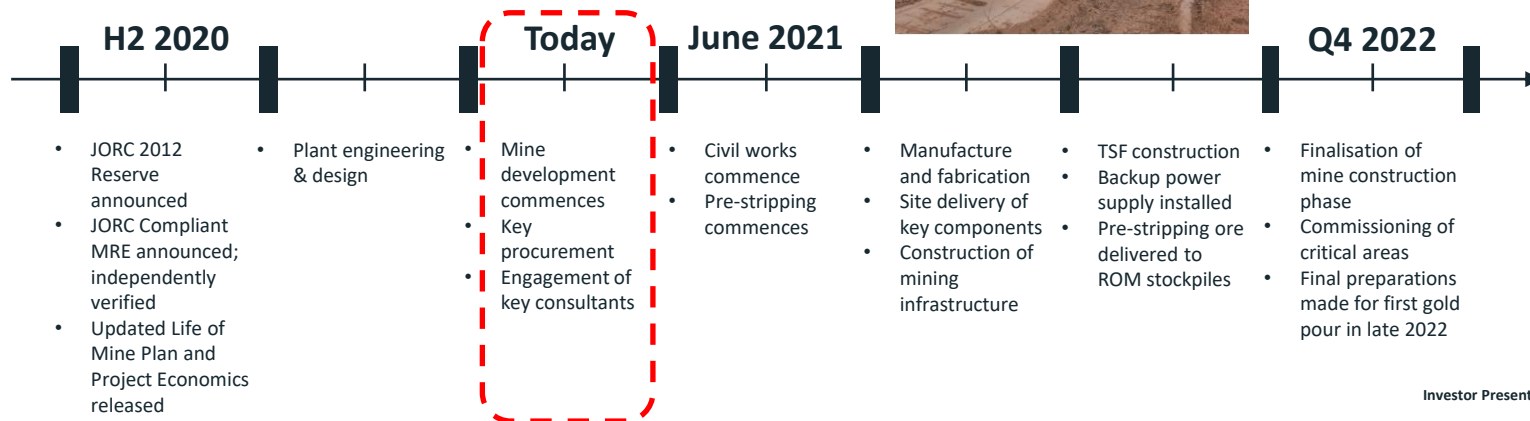 H2 2020
Today
June 2021
Q4 2022
• JORC 2012
Reserve
announced
• JORC Compliant
MRE announced;
independently
verified
• Updated Life of
Mine Plan and
Project Economics
released
• Plant engineering
& design
• Mine
development
commences
• Key
procurement
• Engagement of
key consultants
• Civil works
commence
• Pre-stripping
commences
• Manufacture
and fabrication
• Site delivery of
key components
• Construction of
mining
infrastructure
• TSF construction
• Backup power
supply installed
• Pre-stripping ore
delivered to
ROM stockpiles
• Finalisation of
mine construction
phase
• Commissioning of
critical areas
• Final preparations
made for first gold
pour in late 2022
Investor Present